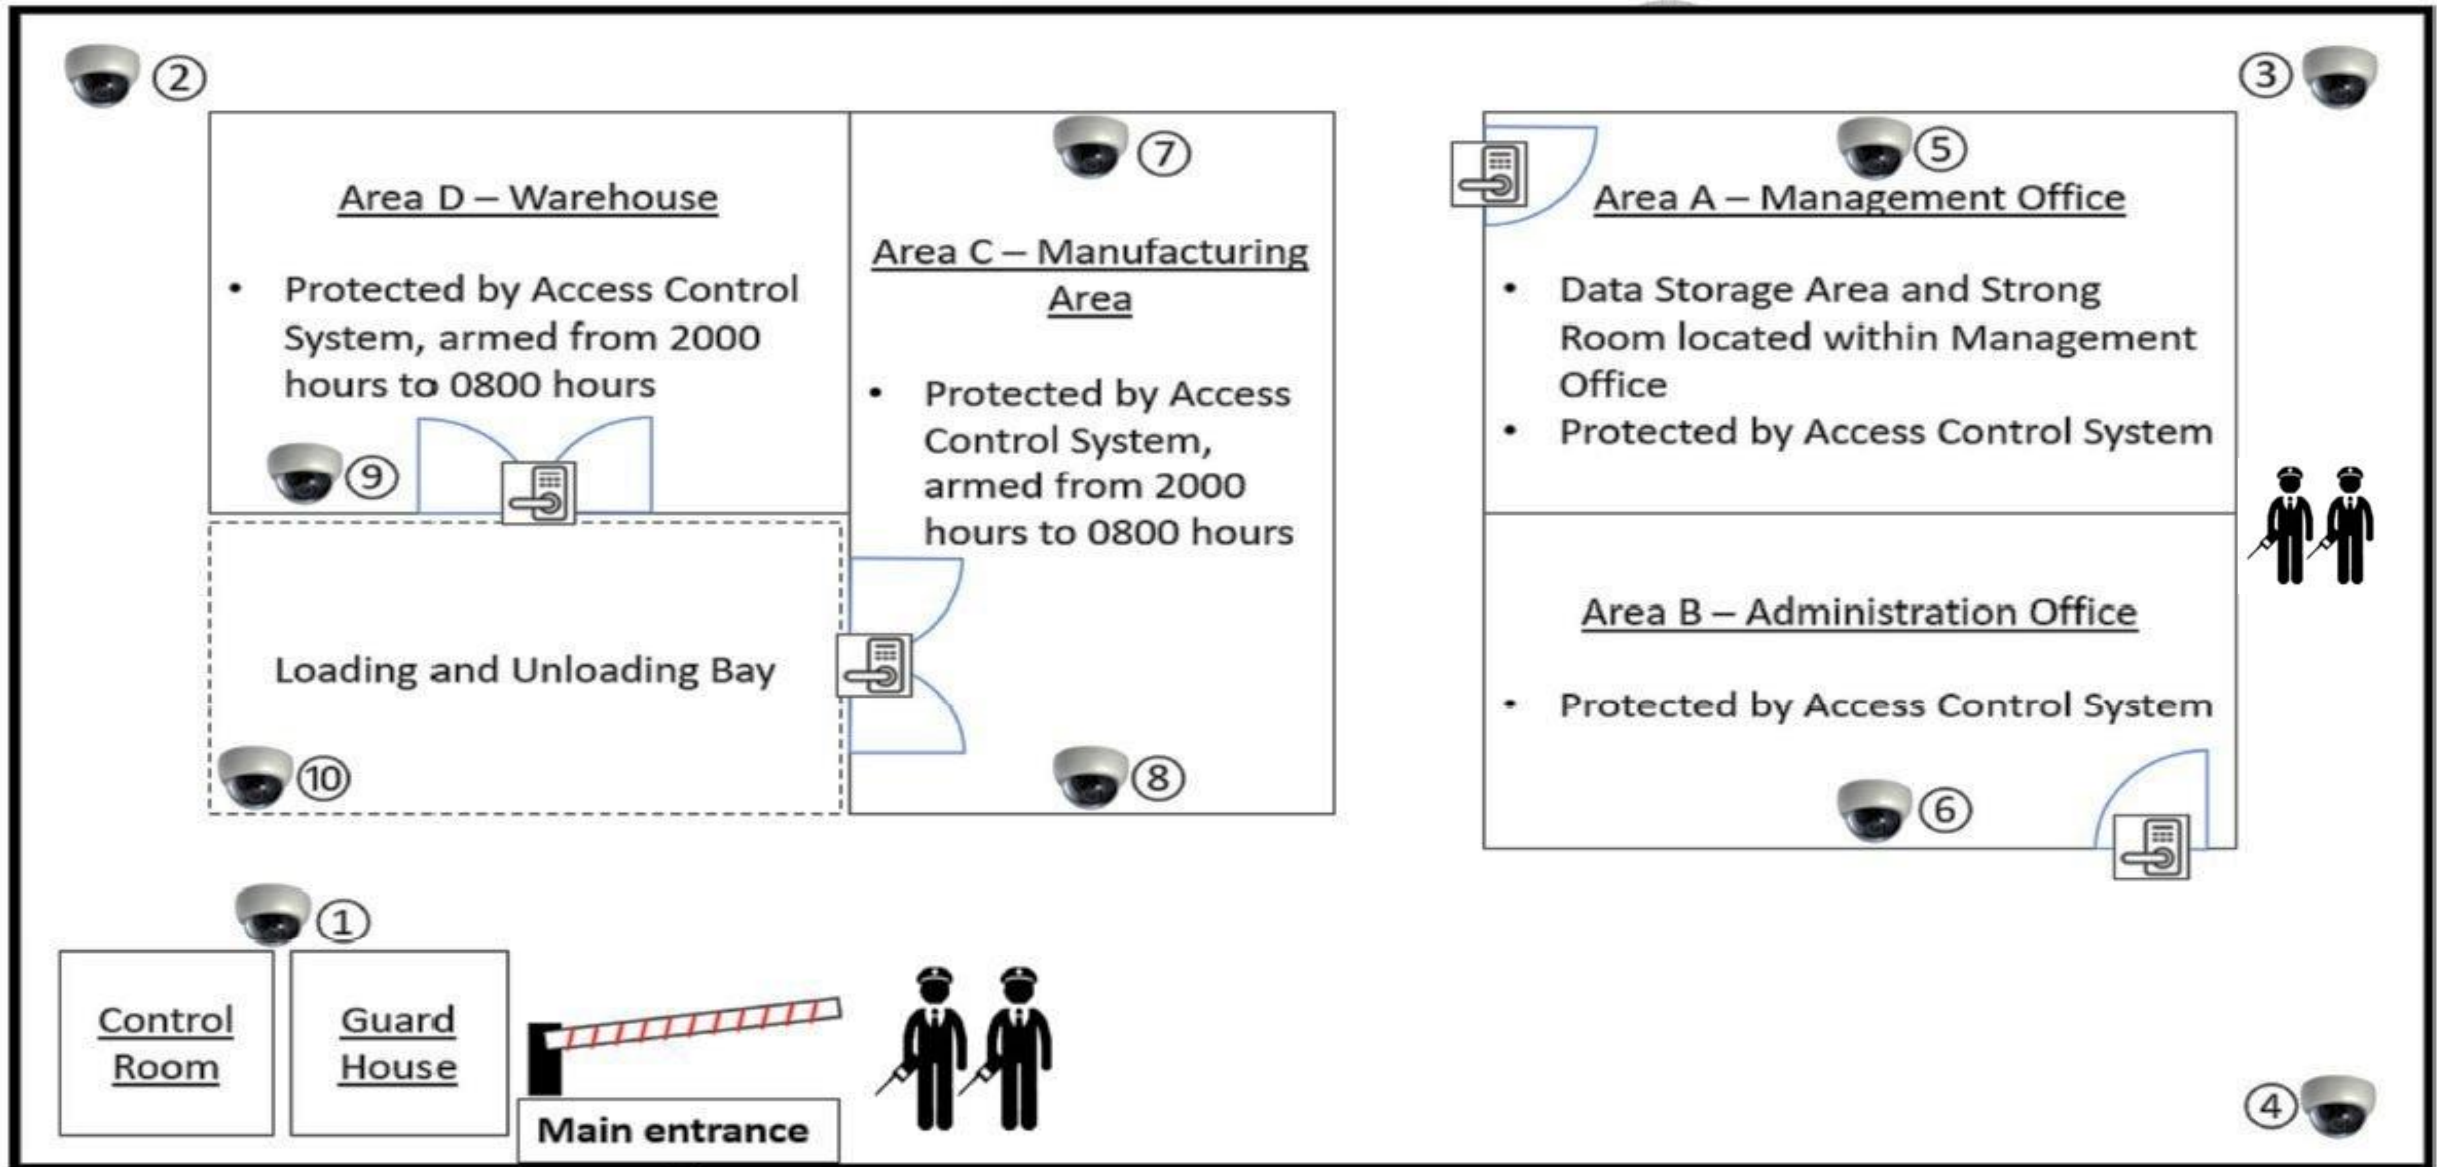 ②
③
⑦
⑤
Area D – Warehouse
• Protected by Access Control
System, armed from 2000
hours to 0800 hours
⑨
Area C – Manufacturing
Area
• Protected by Access
Control System,
armed from 2000
hours to 0800 hours
Area A – Management Office
• Data Storage Area and Strong
Room located within Management
Office
• Protected by Access Control System
Loading and Unloading Bay
⑩
⑧
Area B – Administration Office
• Protected by Access Control System
⑥
①
Control
Room
Guard
House
Main entrance
④